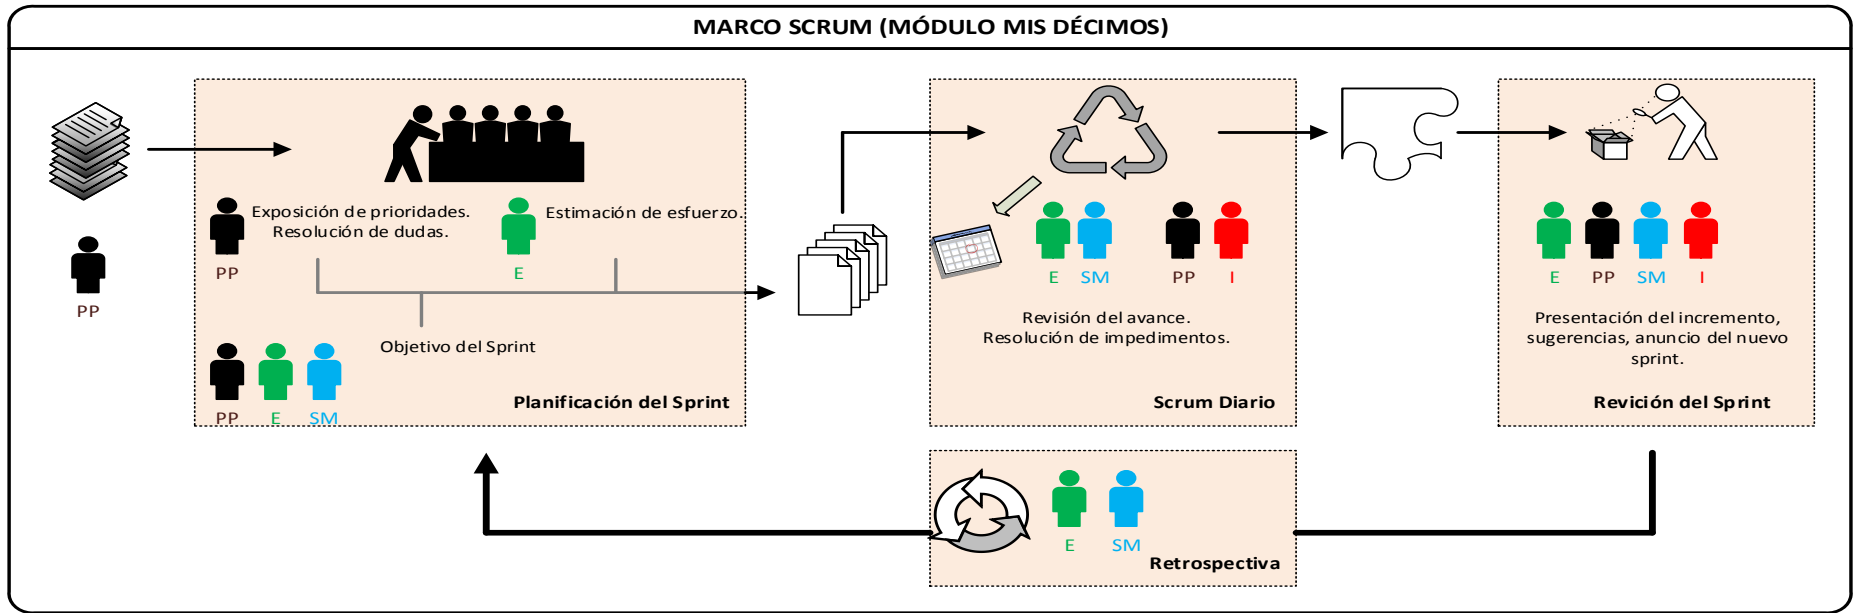 MARCO SCRUM (MÓDULO MIS DÉCIMOS)
PP
Exposición de prioridades.
Resolución de dudas.
PP
Estimación de esfuerzo.
E
Objetivo del Sprint
PP E SM
Planificación del Sprint
E SM PP I
Revisión del avance.
Resolución de impedimentos.
Scrum Diario
E PP SM I
Presentación del incremento,
sugerencias, anuncio del nuevo
sprint.
Revición del Sprint
E SM
Retrospectiva